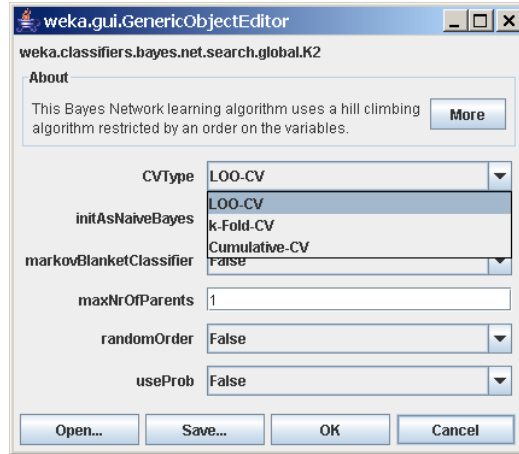 weka.gui.GenericObjectEditor
weka.classifiers.bayes.net.search.global.K2
About
This Bayes Network learning algorithm uses a hill climbing
algorithm restricted by an order on the variables.
More
CVType LOO-CV
LOO-CV
initAsNaiveBayes k-Fold-CV
Cumulative-CV
markovBlanketClassifier False
maxNrOfParents 1
randomOrder False
useProb False
Open... Save... OK Cancel